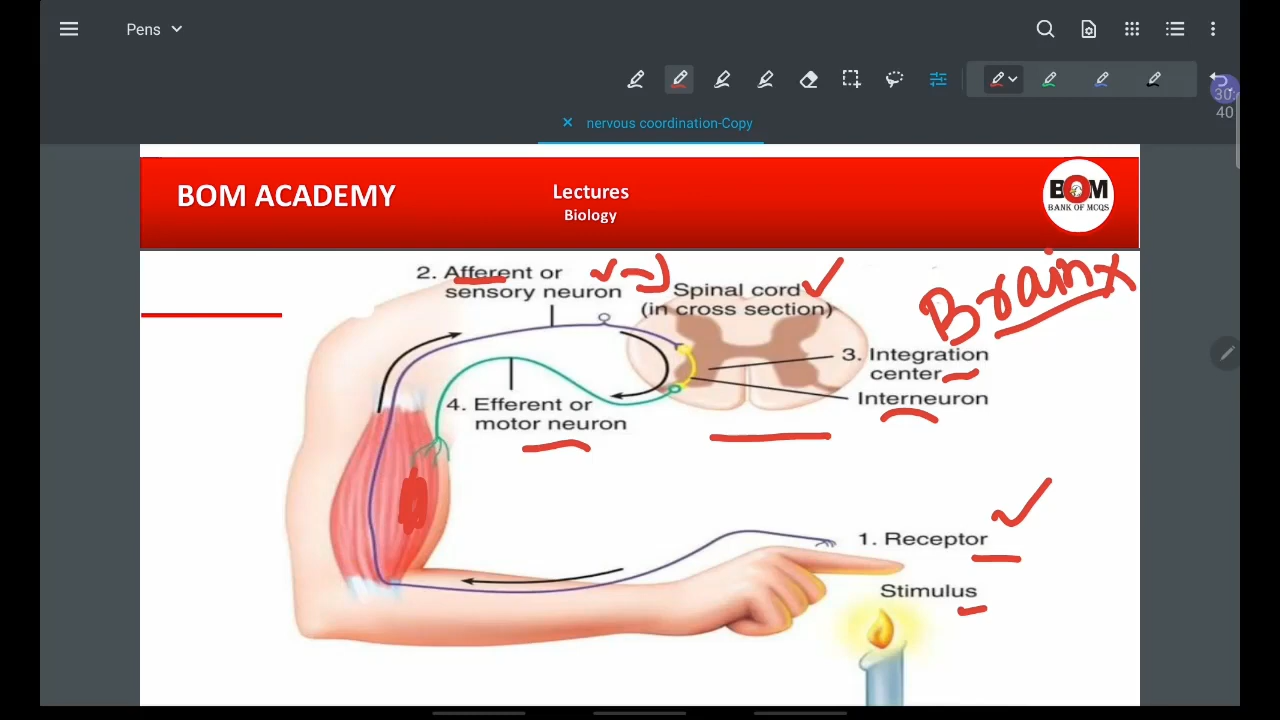 Pens
30:
40
nervous coordination-Copy
BOM ACADEMY
Lectures
Biology
BOM
BANK OF MCQS
2. Afferent or
sensory neuron
Spinal cord
(in cross section)
Brain x
3. Integration
center
Interneuron
4. Efferent or
motor neuron
1. Receptor
Stimulus